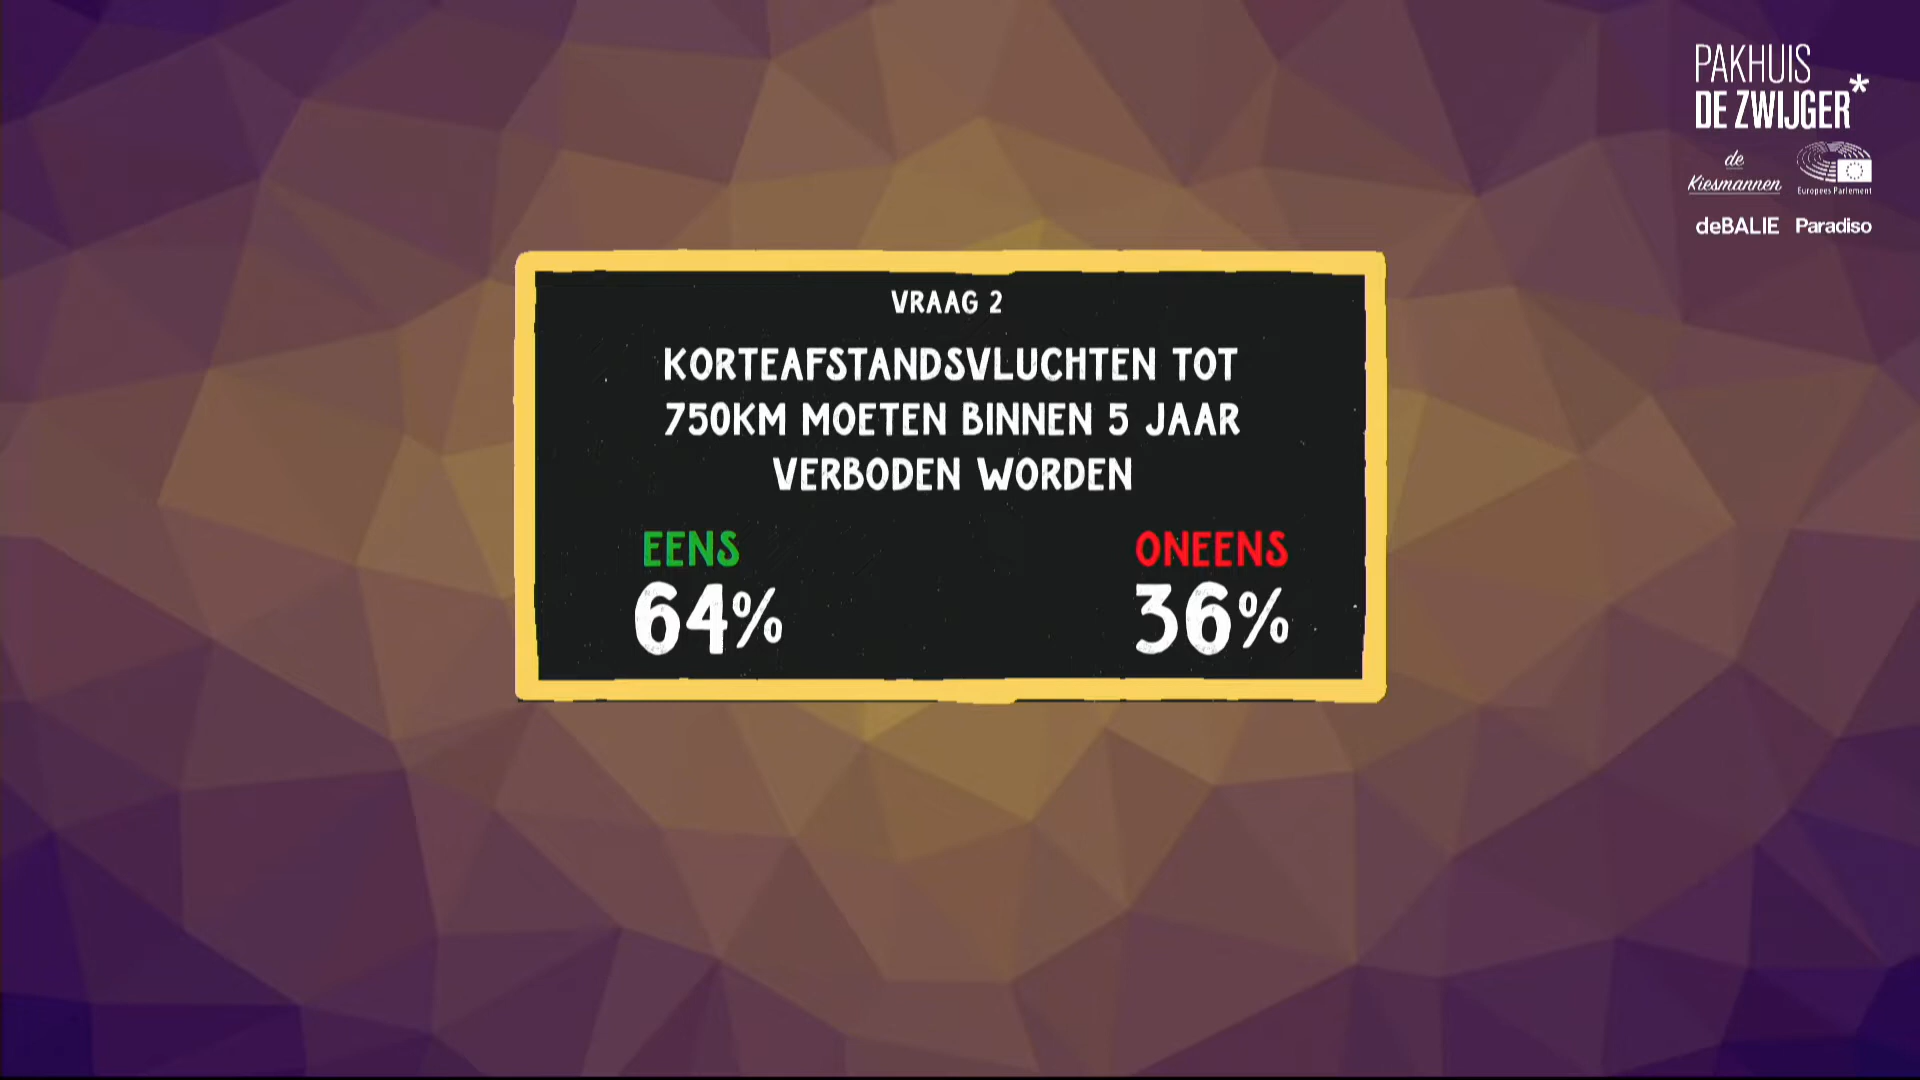 PAKHUIS
DE ZWIJGER*
de
Kiesmannen
Europees Parlement
deBALIE Paradiso
VRAAG 2
KORTEAFSTANDSVLUCHTEN TOT
750KM MOETEN BINNEN 5 JAAR
VERBODEN WORDEN
EENS ONEENS
64% 36%